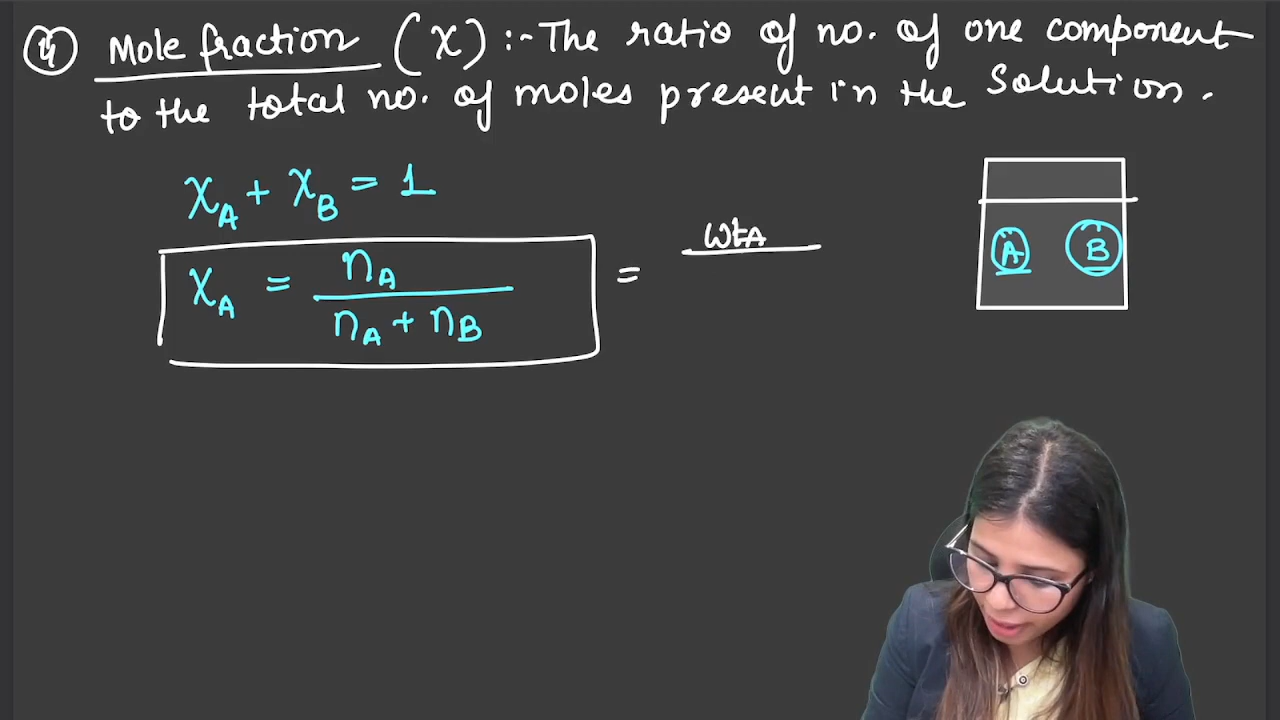 ④ Mole fraction (χ) :- The ratio of no. of one component
to the total no. of moles present in the Solution.
χA + χB = 1
χA = nA / nA + nB = WtA
A B